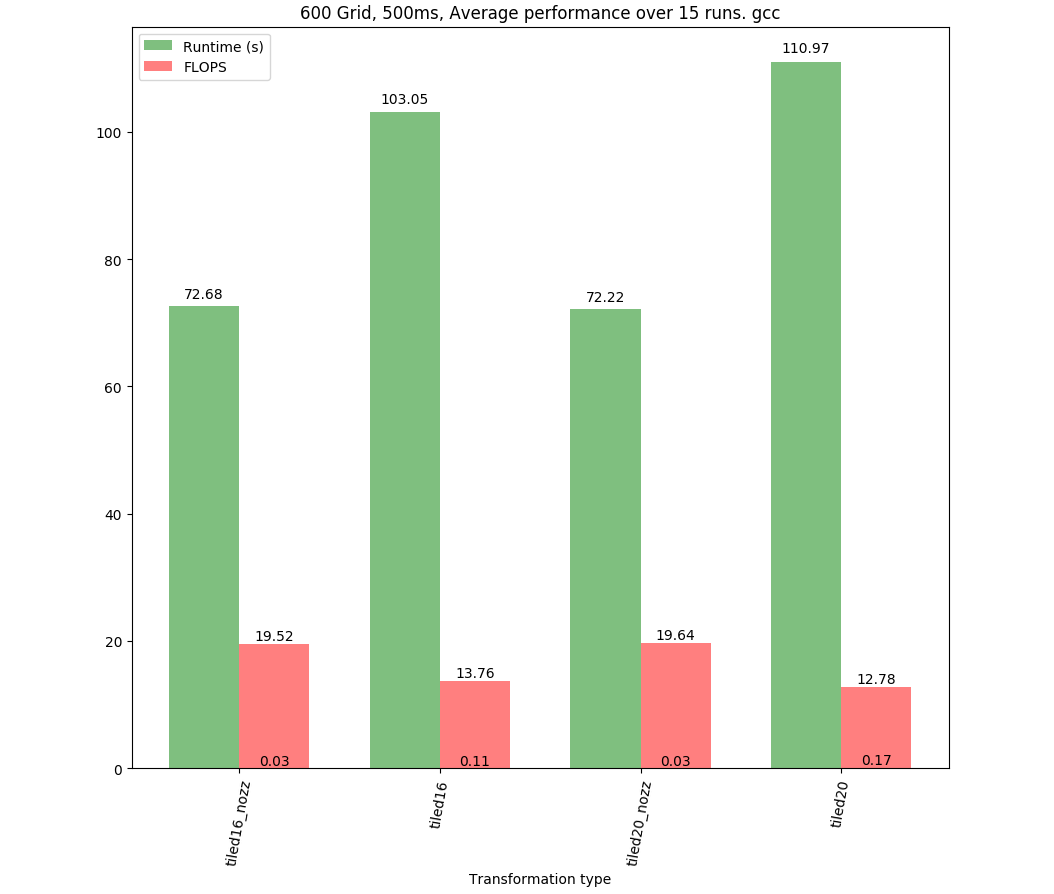 600 Grid, 500ms, Average performance over 15 runs. gcc
Runtime (s)
FLOPS
110.97
103.05
72.68
72.22
19.52
13.76
19.64
12.78
0.03
0.11
0.03
0.17
100
80
60
40
20
0
tiled16_nozz
tiled16
tiled20_nozz
tiled20
Transformation type